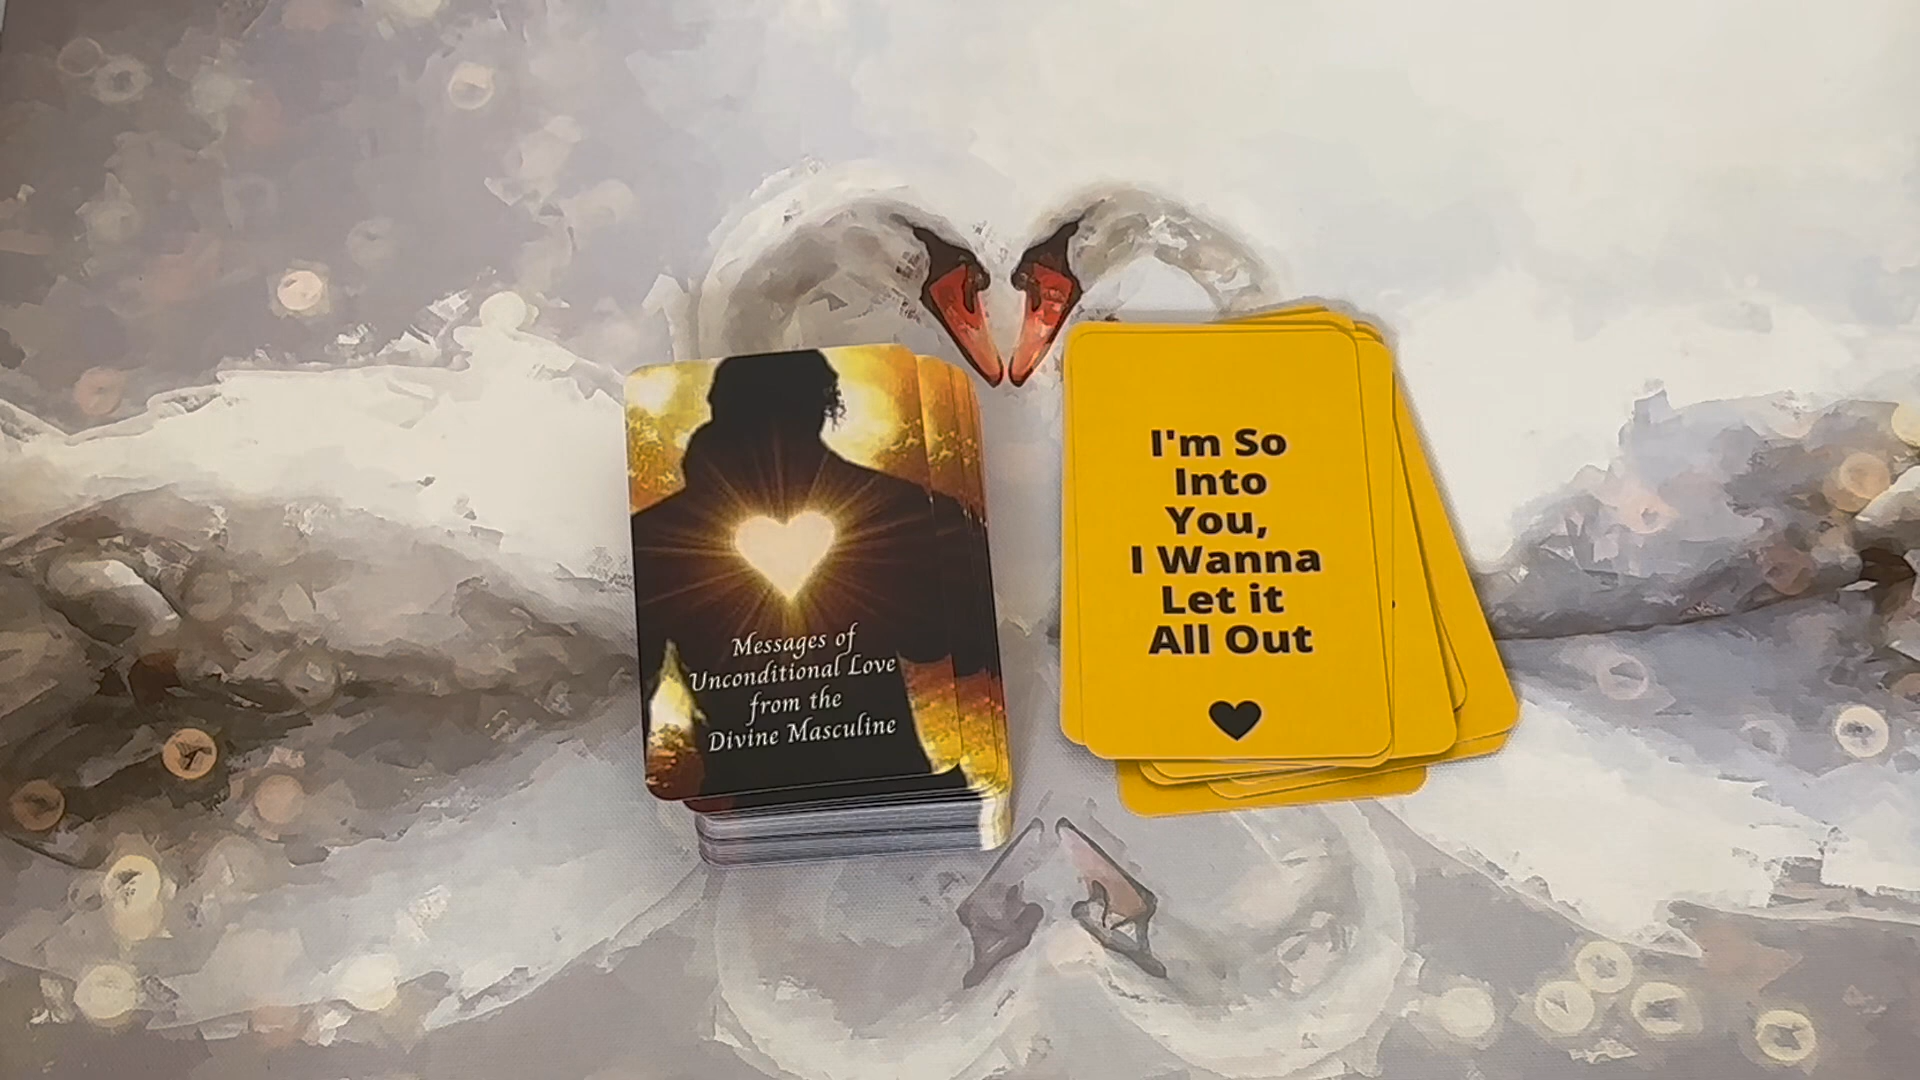 Messages of
Unconditional Love
from the
Divine Masculine
I'm So
Into
You,
I Wanna
Let it
All Out